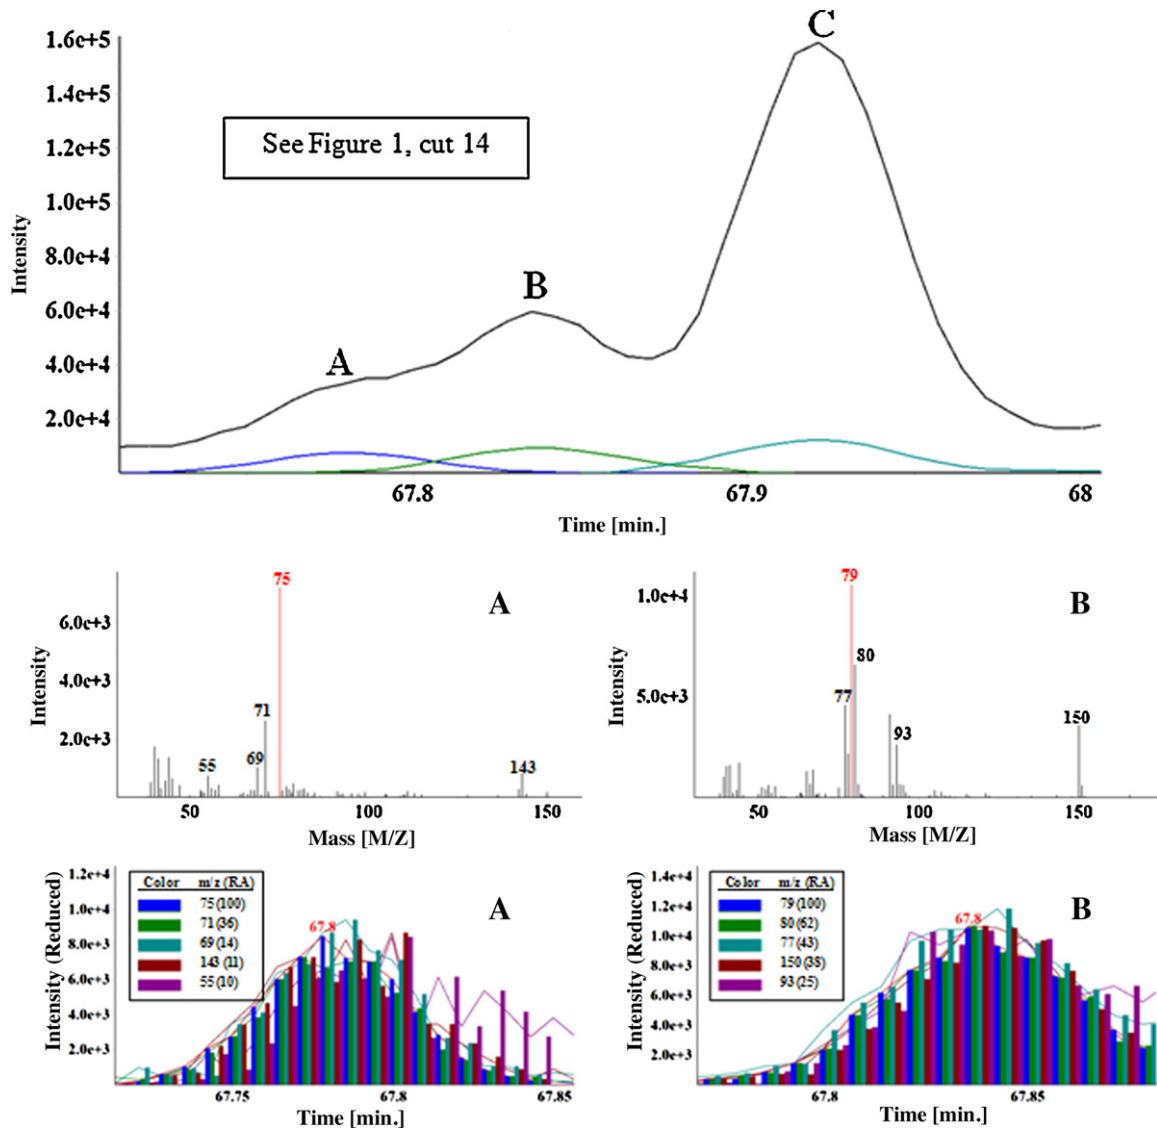 C
1.6e+5
1.4e+5
See Figure 1, cut 14
1.2e+5
1.0e+5
Intensity
8.0e+4
B
6.0e+4
A
4.0e+4
2.0e+4
67.8 67.9 68
Time [min.]
75 A
6.0e+3
Intensity
4.0e+3
71
2.0e+3
69
55
143
50 100 150
Mass [M/Z]
79 B
1.0e+4
80
Intensity
5.0e+3
77
93
150
50 100
Mass [M/Z]
1.2e+4
1.0e+4
8.0e+3
6.0e+3
4.0e+3
2.0e+3
Intensity (Reduced)
Color m/z (RA)
75 (100)
71 (36)
69 (14)
143 (11)
55 (10)
67.8
A
67.75 67.8 67.85
Time [min.]
1.4e+4
1.2e+4
1.0e+4
8.0e+3
6.0e+3
4.0e+3
2.0e+3
Intensity (Reduced)
Color m/z (RA)
79 (100)
80 (62)
77 (43)
150 (38)
93 (25)
67.8
B
67.8 67.85
Time [min.]